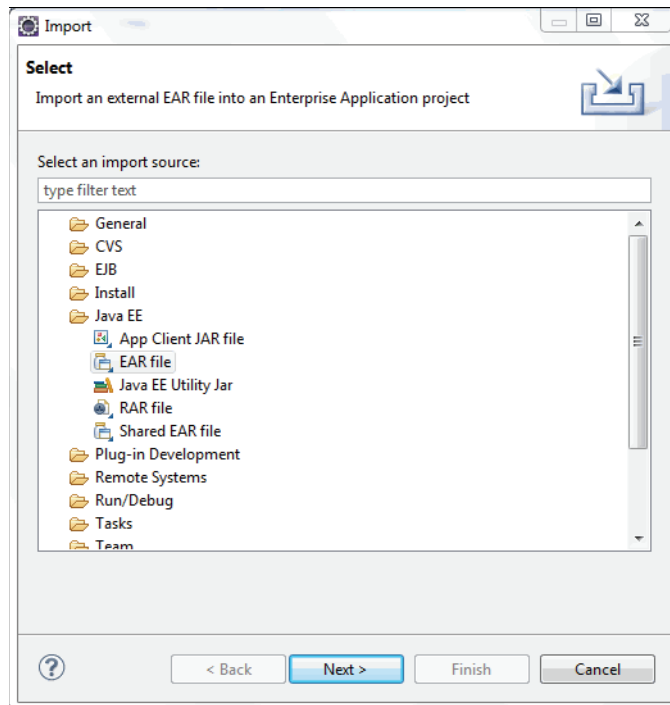 Import
Select
Import an external EAR file into an Enterprise Application project
Select an import source:
type filter text
General
CVS
EJB
Install
Java EE
App Client JAR file
EAR file
Java EE Utility Jar
RAR file
Shared EAR file
Plug-in Development
Remote Systems
Run/Debug
Tasks
Team
?
< Back Next > Finish Cancel